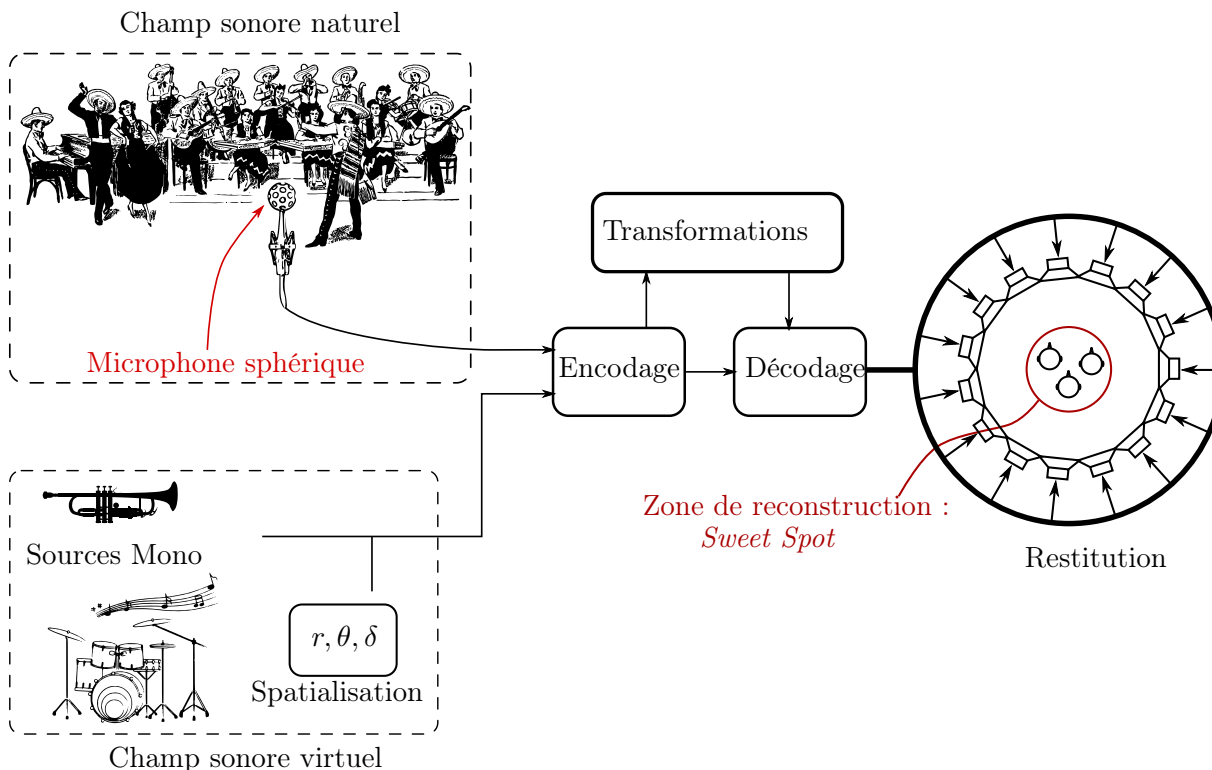 Champ sonore naturel
Microphone sphérique
Transformations
Encodage
Décodage
Zone de reconstruction :
Sweet Spot
Restitution
Sources Mono
r, θ, δ
Spatialisation
Champ sonore virtuel